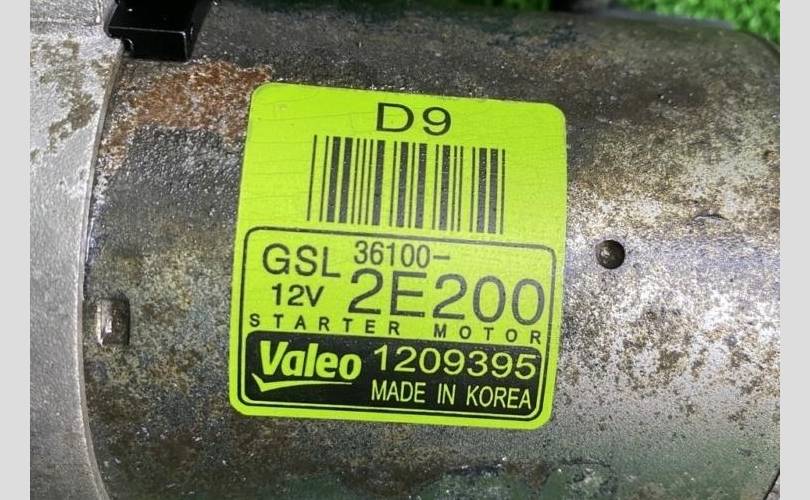 D9
GSL 36100-
12V 2E200
STARTER MOTOR
Valeo 1209395
MADE IN KOREA